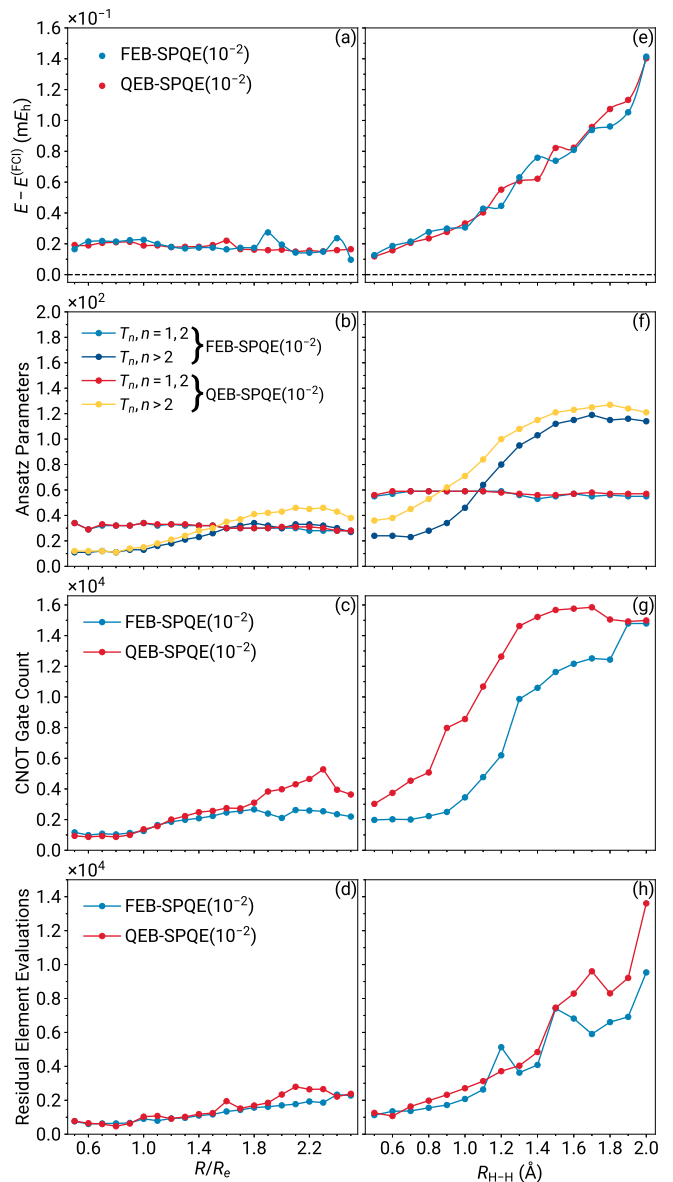 ×10⁻¹
(a)
FEB-SPQE(10⁻²)
QEB-SPQE(10⁻²)
E − E⁽ᶠᶜᴵ⁾ (mEₕ)
1.6
1.4
1.2
1.0
0.8
0.6
0.4
0.2
0.0
(e)
×10²
(b)
Tₙ, n = 1, 2
Tₙ, n > 2
FEB-SPQE(10⁻²)
Tₙ, n = 1, 2
Tₙ, n > 2
QEB-SPQE(10⁻²)
Ansatz Parameters
2.0
1.8
1.6
1.4
1.2
1.0
0.8
0.6
0.4
0.2
0.0
(f)
×10⁴
(c)
FEB-SPQE(10⁻²)
QEB-SPQE(10⁻²)
CNOT Gate Count
1.6
1.4
1.2
1.0
0.8
0.6
0.4
0.2
0.0
(g)
×10⁴
(d)
FEB-SPQE(10⁻²)
QEB-SPQE(10⁻²)
Residual Element Evaluations
1.4
1.2
1.0
0.8
0.6
0.4
0.2
0.0
(h)
0.6 1.0 1.4 1.8 2.2
R/Rₑ
0.6 0.8 1.0 1.2 1.4 1.6 1.8 2.0
R_H–H (Å)